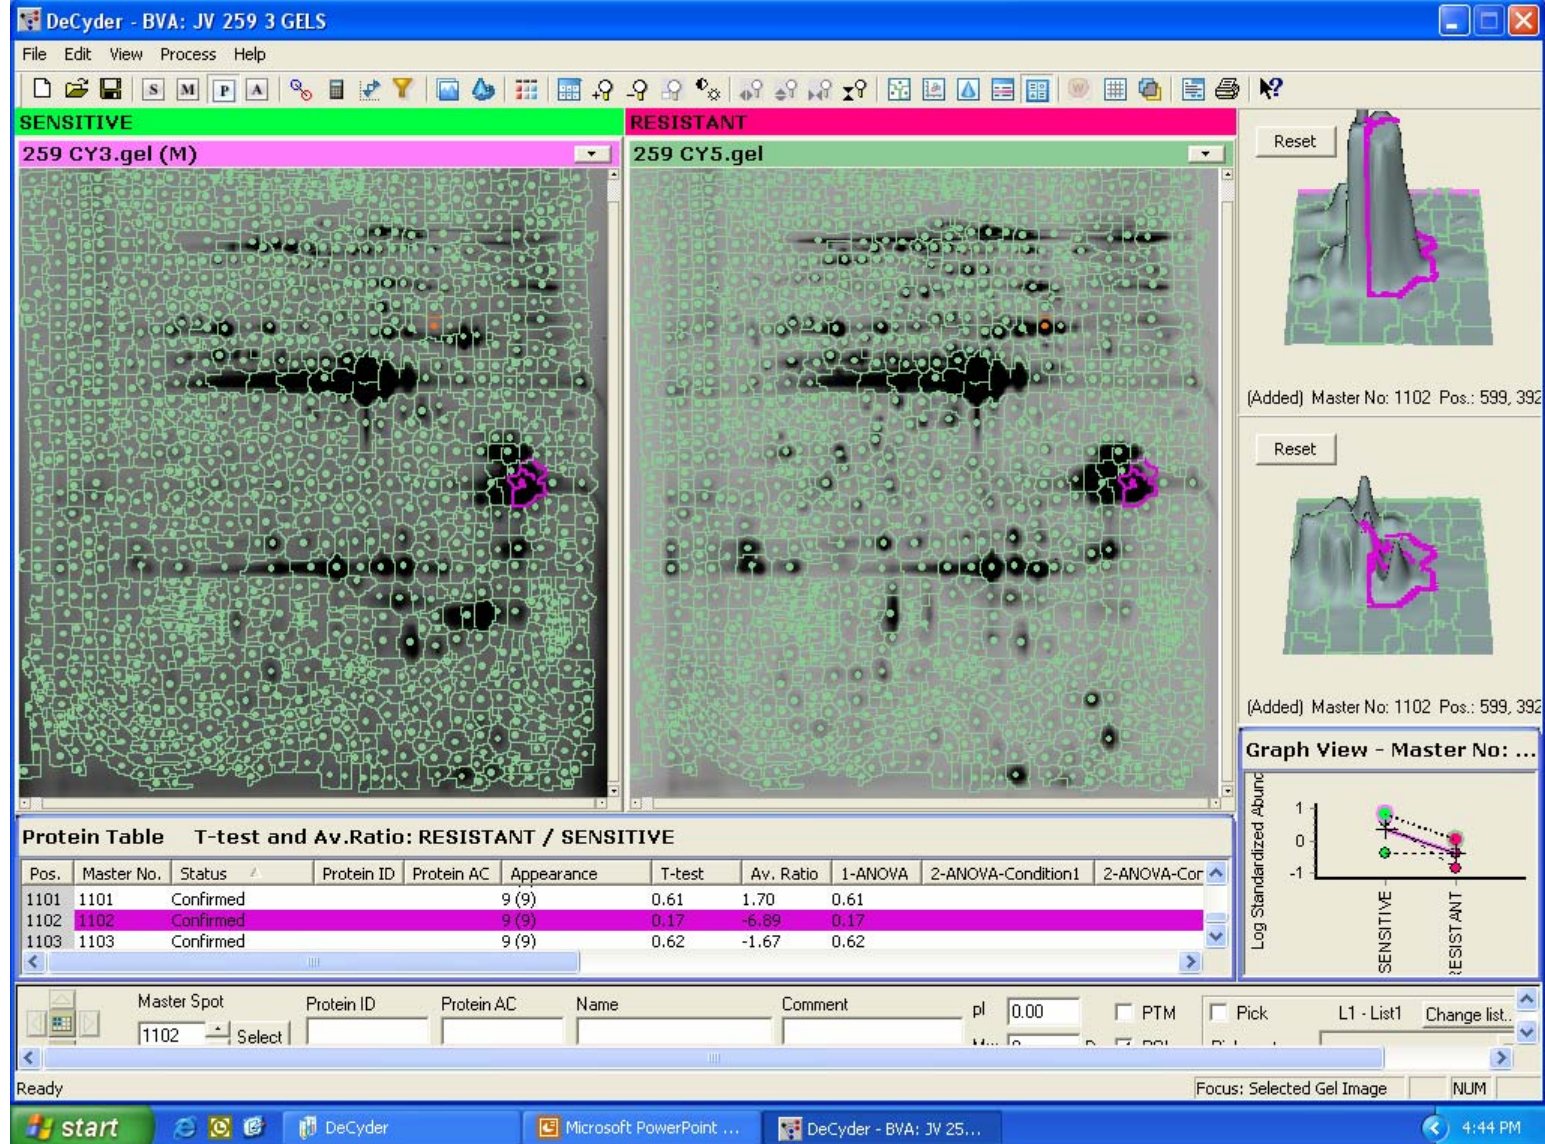 DeCyder - BVA: JV 259 3 GELS
File Edit View Process Help
S M P A
SENSITIVE RESISTANT
259 CY3.gel (M) 259 CY5.gel
Reset
(Added) Master No: 1102 Pos.: 599, 392
Reset
(Added) Master No: 1102 Pos.: 599, 392
Graph View - Master No: ...
Log Standardized Abunc
1
0
-1
SENSITIVE
RESISTANT
Protein Table T-test and Av.Ratio: RESISTANT / SENSITIVE
Pos. Master No. Status Protein ID Protein AC Appearance T-test Av. Ratio 1-ANOVA 2-ANOVA-Condition1 2-ANOVA-Cor
1101 1101 Confirmed 9 (9) 0.61 1.70 0.61
1102 1102 Confirmed 9 (9) 0.17 -6.89 0.17
1103 1103 Confirmed 9 (9) 0.62 -1.67 0.62
Master Spot Protein ID Protein AC Name Comment pI 0.00 PTM Pick L1 - List1 Change list..
1102 Select
Ready Focus: Selected Gel Image NUM
start DeCyder Microsoft PowerPoint ... DeCyder - BVA: JV 25... 4:44 PM